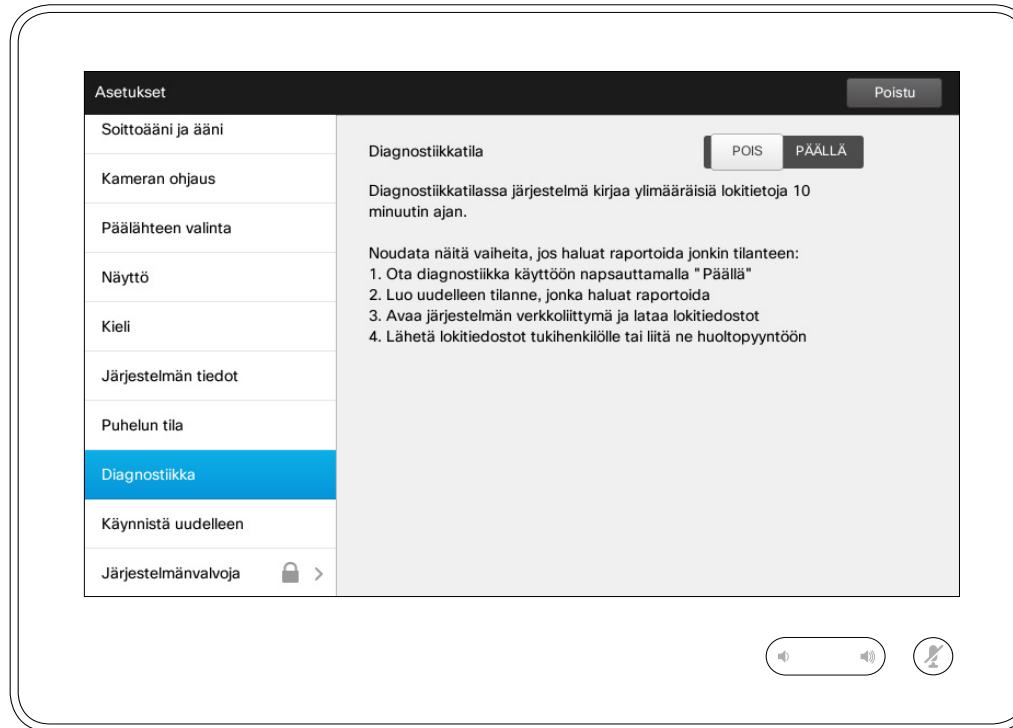 Asetukset
Poistu
Soittoääni ja ääni
Kameran ohjaus
Päälähteen valinta
Näyttö
Kieli
Järjestelmän tiedot
Puhelun tila
Diagnostiikka
Käynnistä uudelleen
Järjestelmänvalvoja
Diagnostiikkatila
POIS
PÄÄLLÄ
Diagnostiikkatilassa järjestelmä kirjaa ylimääräisiä lokitietoja 10
minuutin ajan.
Noudata näitä vaiheita, jos haluat raportoida jonkin tilanteen:
1. Ota diagnostiikka käyttöön napsauttamalla "Päällä"
2. Luo uudelleen tilanne, jonka haluat raportoida
3. Avaa järjestelmän verkkoliittymä ja lataa lokitiedostot
4. Lähetä lokitiedostot tukihenkilölle tai liitä ne huoltopyyntöön